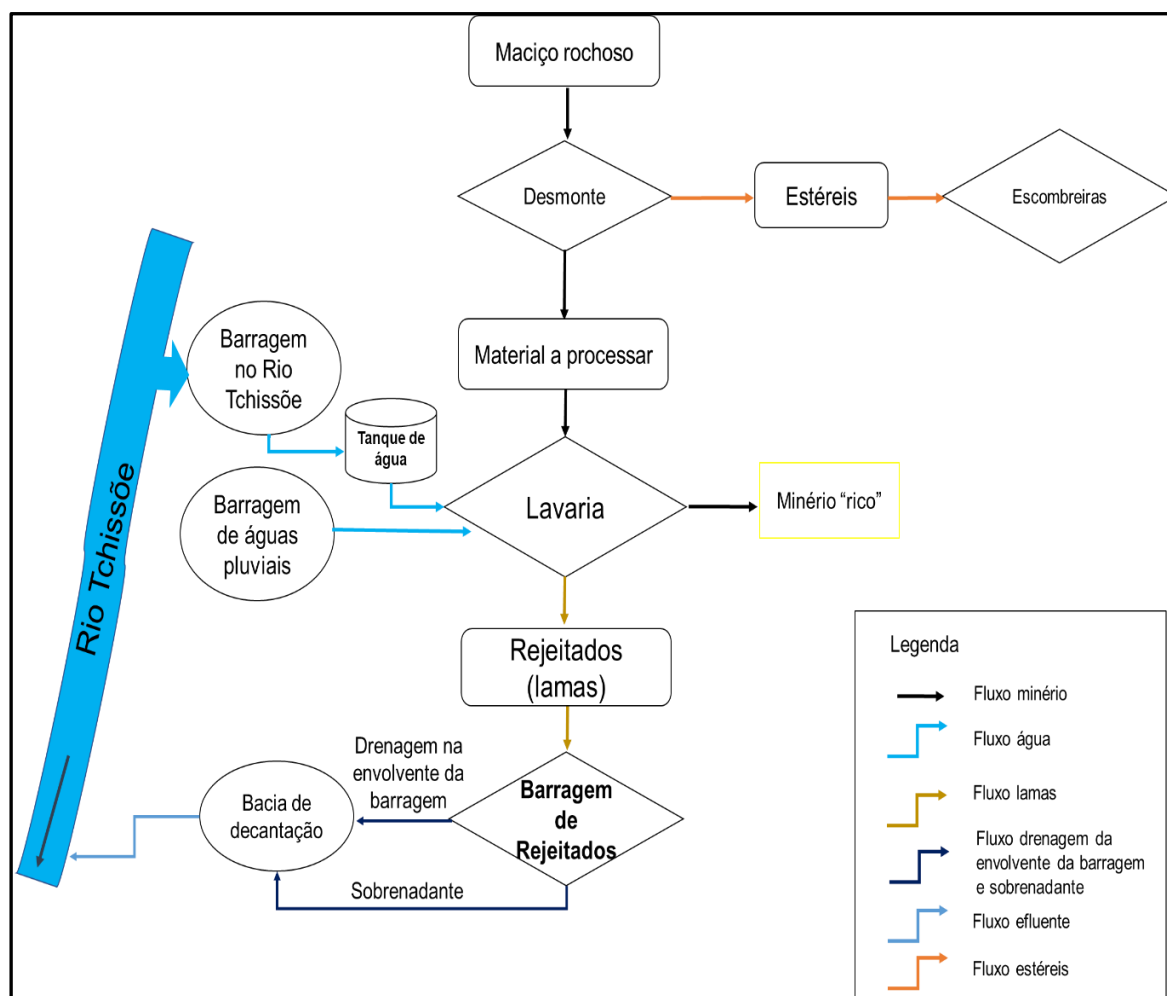 Maciço rochoso
Desmonte
Estéreis
Escombreiras
Material a processar
Barragem
no Rio
Tchissõe
Tanque de
água
Barragem
de águas
pluviais
Lavaria
Minério “rico”
Rio Tchissõe
Rejeitados
(lamas)
Drenagem na
envolvente da
barragem
Bacia de
decantação
Barragem
de
Rejeitados
Sobrenadante
Legenda
Fluxo minério
Fluxo água
Fluxo lamas
Fluxo drenagem da
envolvente da barragem
e sobrenadante
Fluxo efluente
Fluxo estéreis